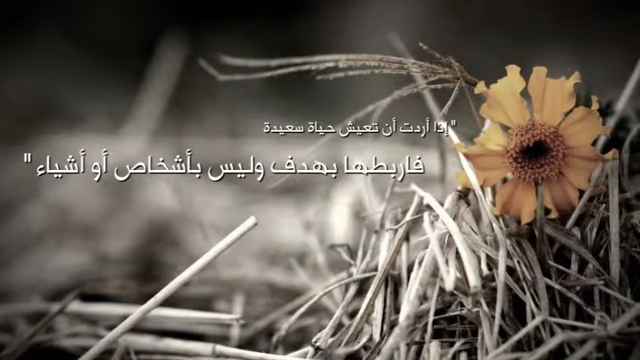 "إذا أردت أن تعيش حياة سعيدة
فاربطها بهدف وليس بأشخاص أو أشياء"